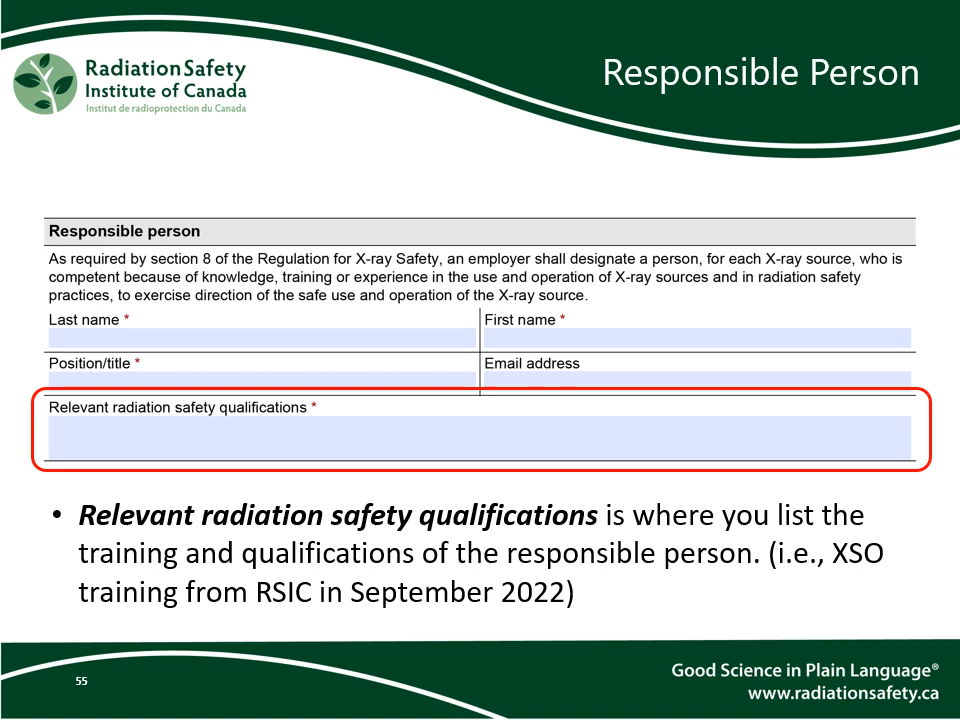 Responsible Person
Radiation Safety
Institute of Canada
Institut de radioprotection du Canada
Responsible person
As required by section 8 of the Regulation for X-ray Safety, an employer shall designate a person, for each X-ray source, who is
competent because of knowledge, training or experience in the use and operation of X-ray sources and in radiation safety
practices, to exercise direction of the safe use and operation of the X-ray source.
Last name *
First name *
Position/title *
Email address
Relevant radiation safety qualifications *
• Relevant radiation safety qualifications is where you list the
training and qualifications of the responsible person. (i.e., XSO
training from RSIC in September 2022)
55
Good Science in Plain Language®
www.radiationsafety.ca